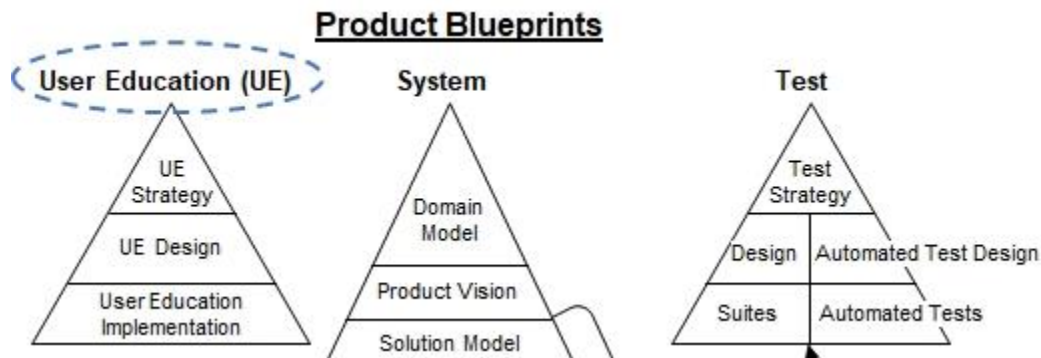 Product Blueprints
User Education (UE)
System
Test
UE
Strategy
UE Design
User Education
Implementation
Domain
Model
Product Vision
Solution Model
Test
Strategy
Design
Automated Test Design
Suites
Automated Tests